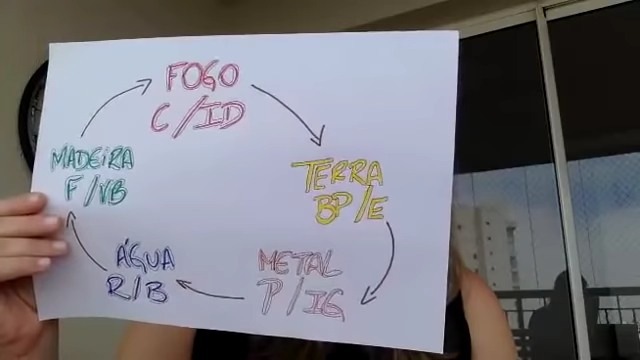 FOGO
C/ID
MADEIRA
F/VB
TERRA
BP/E
ÁGUA
R/B
METAL
P/IG